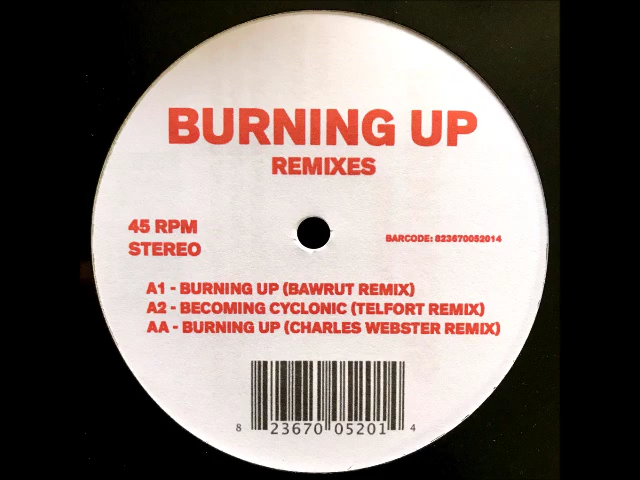 BURNING UP
REMIXES
45 RPM
STEREO
BARCODE: 823670052014
A1 - BURNING UP (BAWRUT REMIX)
A2 - BECOMING CYCLONIC (TELFORT REMIX)
AA - BURNING UP (CHARLES WEBSTER REMIX)
8 23670 05201 4